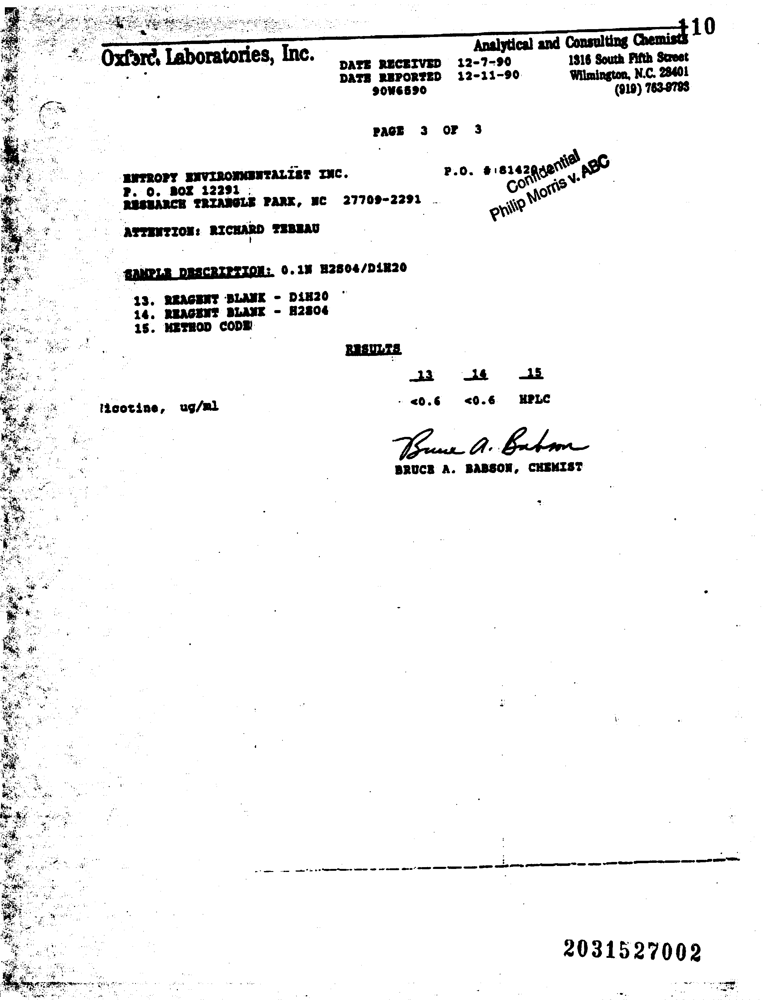 110
Oxford Laboratories, Inc.
Analytical and Consulting Chemists
1316 South Fifth Street
Wilmington, N.C. 28401
(919) 763-9793
DATE RECEIVED 12-7-90
DATE REPORTED 12-11-90
90W6590
PAGE 3 OF 3
ENTROPY ENVIRONMENTALIST INC.
P. O. BOX 12291
RESEARCH TRIANGLE PARK, NC 27709-2291
P.O. # 81420
Confidential
Philip Morris v. ABC
ATTENTION: RICHARD TEBEAU
SAMPLE DESCRIPTION: 0.1N H2SO4/DiH20
13. REAGENT BLANK - DiH20
14. REAGENT BLANK - H2SO4
15. METHOD CODE
RESULTS
13 14 15
Nicotine, ug/ml <0.6 <0.6 HPLC
Bruce A. Babson
BRUCE A. BABSON, CHEMIST
2031527002